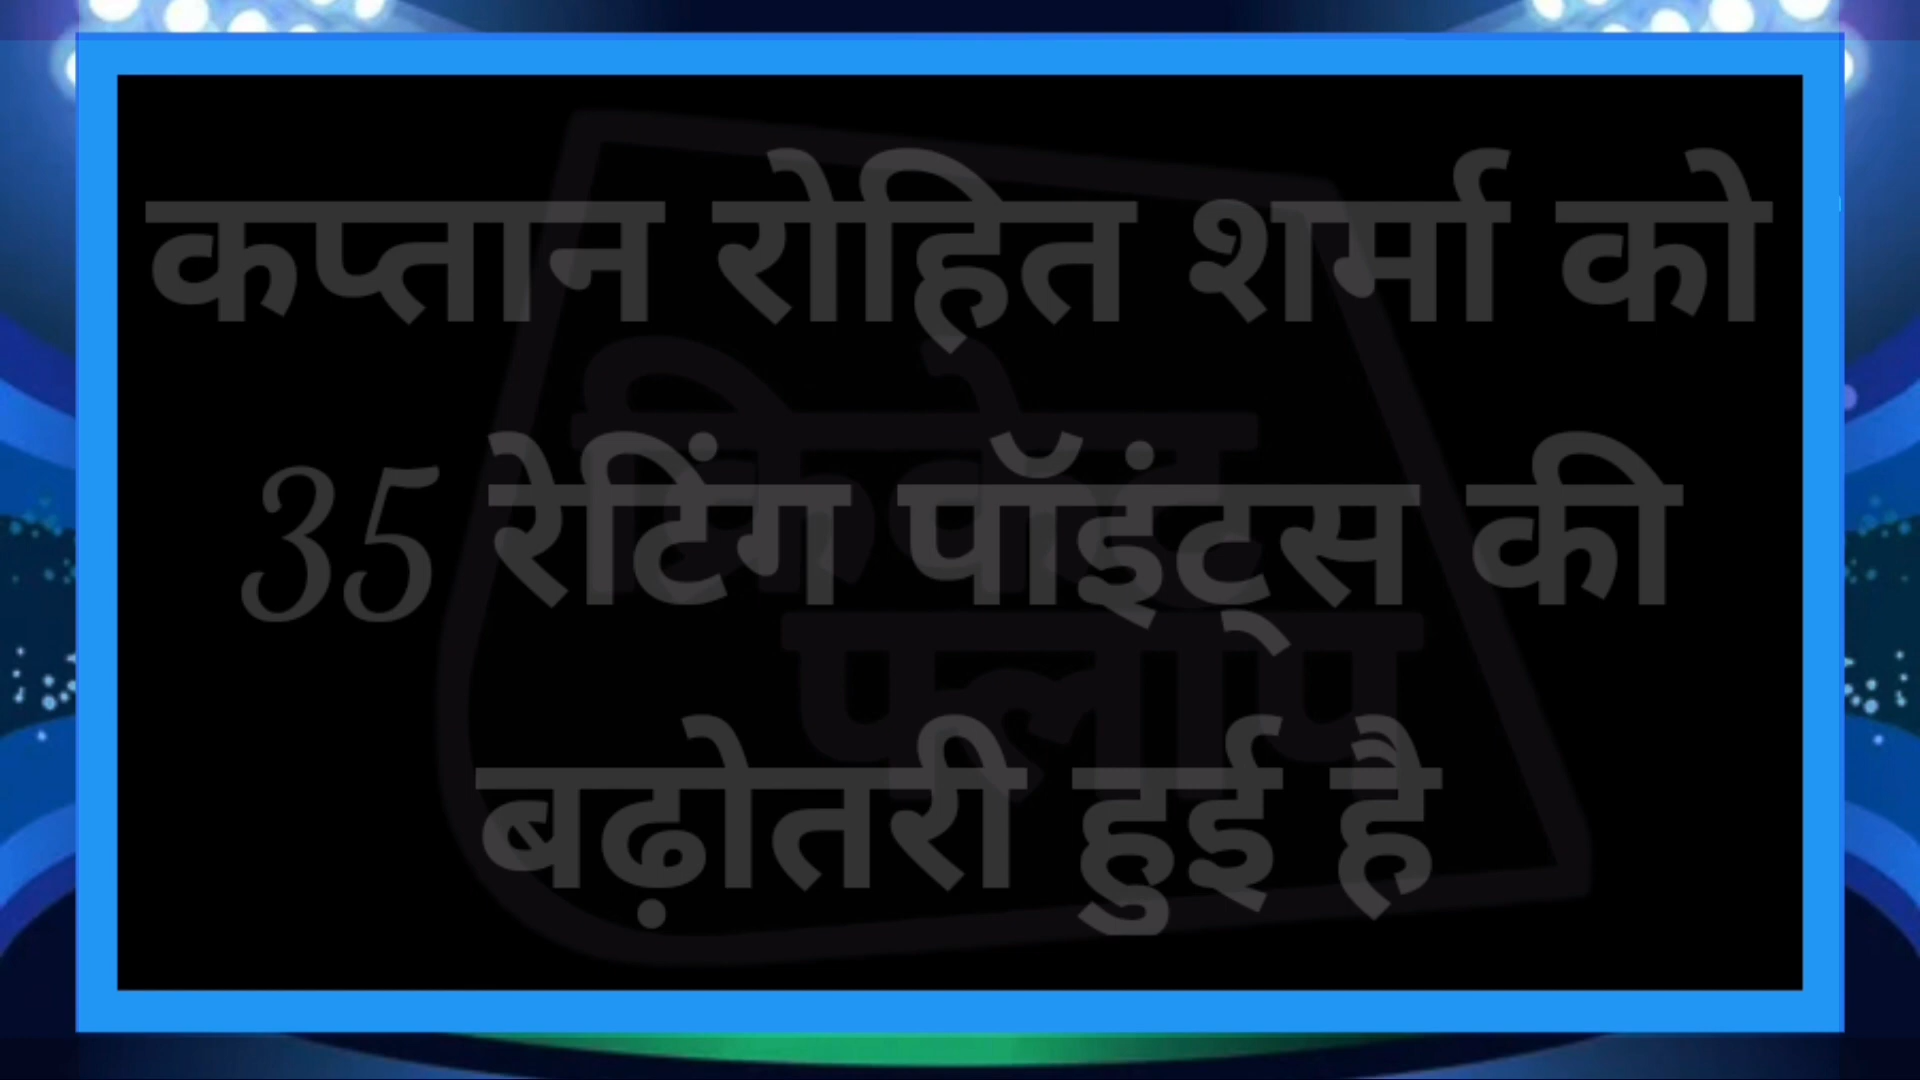 कप्तान रोहित शर्मा को
35 रेटिंग पॉइंट्स की
बढ़ोतरी हुई है